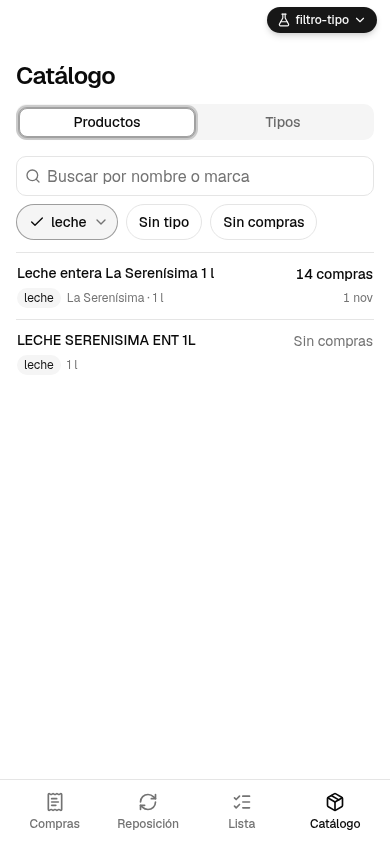 filtro-tipo
Catálogo
Productos Tipos
Buscar por nombre o marca
leche Sin tipo Sin compras
Leche entera La Serenísima 1 l 14 compras
leche La Serenísima · 1 l 1 nov
LECHE SERENISIMA ENT 1L Sin compras
leche 1 l
Compras Reposición Lista Catálogo